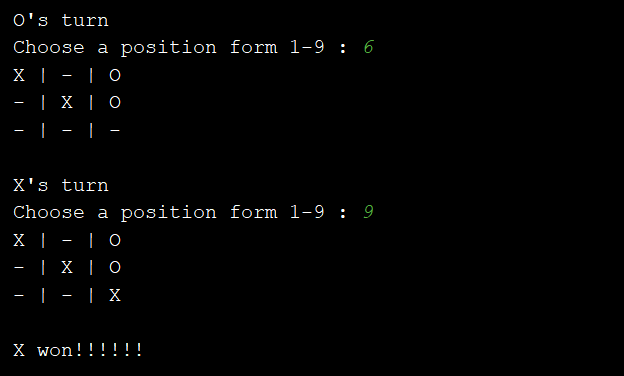 O's turn
Choose a position form 1-9 : 6
X | - | O
- | X | O
- | - | -
X's turn
Choose a position form 1-9 : 9
X | - | O
- | X | O
- | - | X
X won!!!!!!